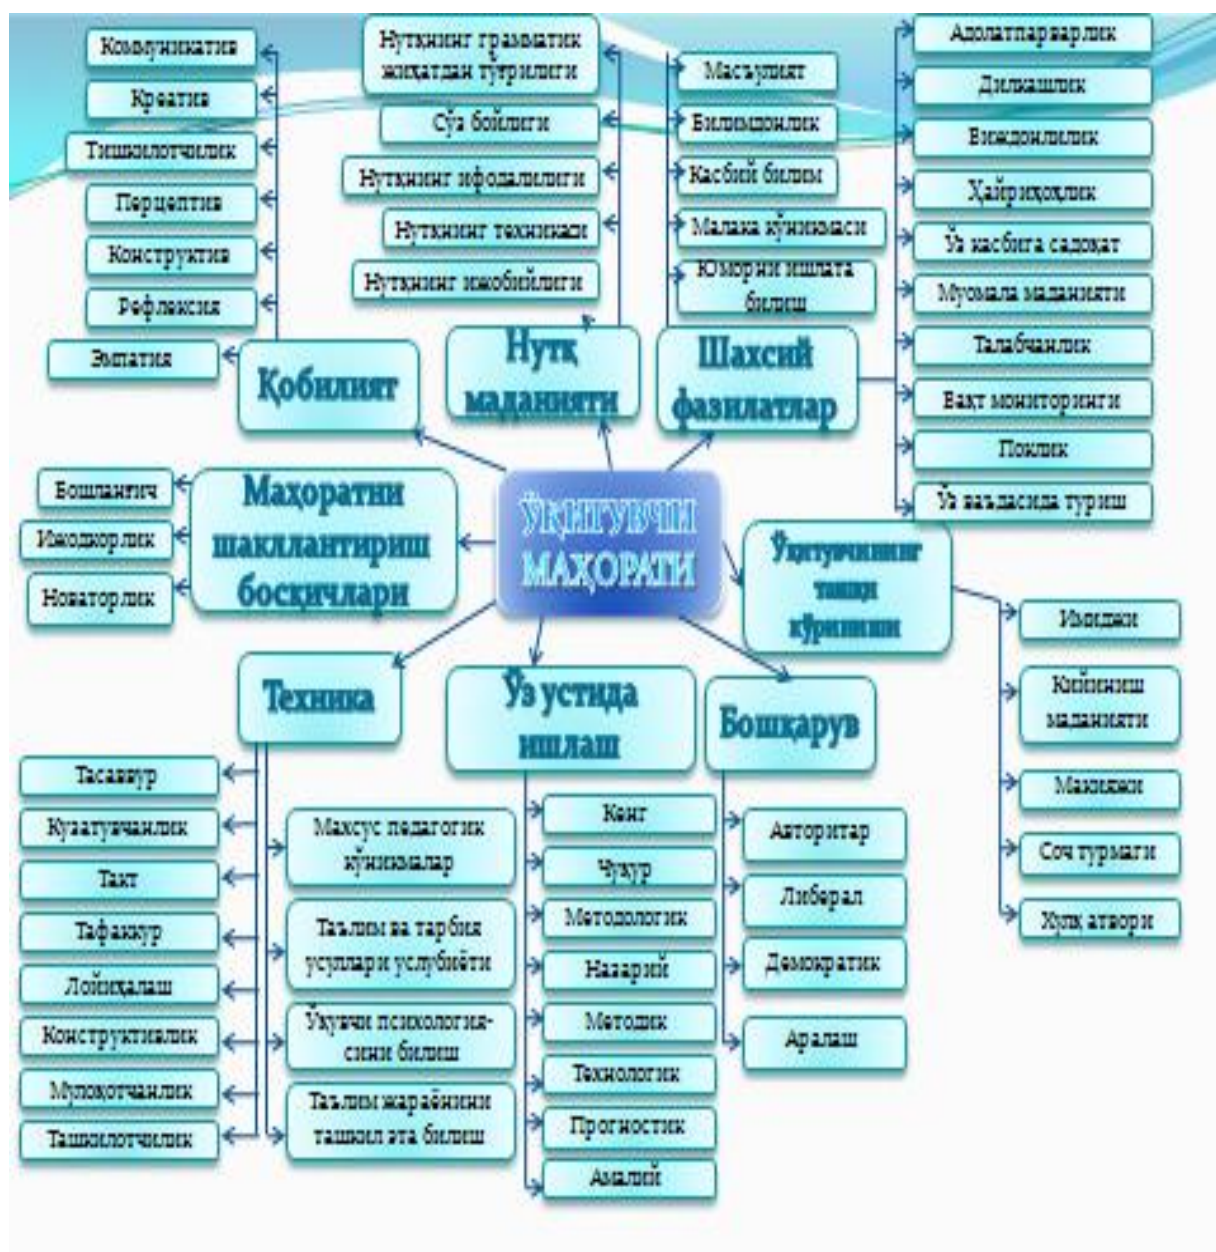 Коммуникатив
Креатив
Тишкилотчилик
Перцептив
Конструктив
Рефлексия
Эмпатия
Қобилият
Нутқнинг грамматик
жиҳатдан тўғрилиги
Сўз бойлиги
Нутқнинг ифодалилиги
Нутқнинг техникаси
Нутқнинг ижобийлиги
Нутқ
маданияти
Масъулият
Билимдонлик
Касбий билим
Малака кўникмаси
Юморни ишлата
билиш
Шахсий
фазилатлар
Адолатпарварлик
Дилкашлик
Виждонлилик
Ҳайрихоҳлик
Ўз касбига садоқат
Муомала маданияти
Талабчанлик
Вақт мониторинги
Поклик
Ўз ваъдасида туриш
Бошланғич
Ижодкорлик
Новаторлик
Маҳоратни
шакллантириш
босқичлари
ЎҚИТУВЧИ
МАҲОРАТИ
Ўқитувчининг
ташқи
кўриниши
Имиджи
Кийиниш
маданияти
Макияжи
Соч турмаги
Хулқ атвори
Техника
Тасаввур
Кузатувчанлик
Такт
Тафаккур
Лойиҳалаш
Конструктивлик
Мулоқотчанлик
Ташкилотчилик
Махсус педагогик
кўникмалар
Таълим ва тарбия
усуллари услубиёти
Ўқувчи психология-
сини билиш
Таълим жараёнини
ташкил эта билиш
Ўз устида
ишлаш
Кенг
Чуқур
Методологик
Назарий
Методик
Технологик
Прогностик
Амалий
Бошқарув
Авторитар
Либерал
Демократик
Аралаш